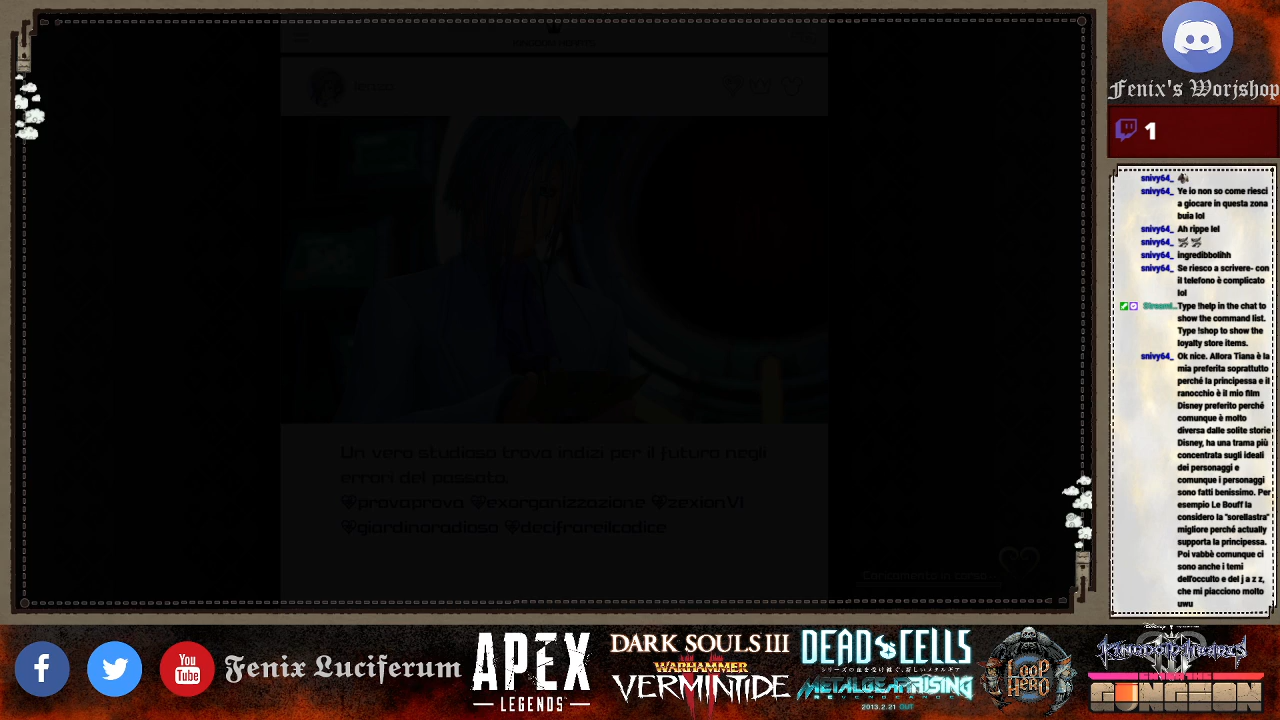 Fenix's Worjshop
1
snivy64_
snivy64_ Ye io non so come riesci
a giocare in questa zona
buia lol
snivy64_ Ah rippe lel
snivy64_
snivy64_ ingredibbolihh
snivy64_ Se riesco a scrivere- con
il telefono è complicato
lol
Streaml... Type !help in the chat to
show the command list.
Type !shop to show the
loyalty store items.
snivy64_ Ok nice. Allora Tiana è la
mia preferita soprattutto
perché la principessa e il
ranocchio è il mio film
Disney preferito perché
comunque è molto
diversa dalle solite storie
Disney, ha una trama più
concentrata sugli ideali
dei personaggi e
comunque i personaggi
sono fatti benissimo. Per
esempio Le Bouff la
considero la "sorellastra"
migliore perché actually
supporta la principessa.
Poi vabbè comunque ci
sono anche i temi
dell'occulto e del j a z z,
che mi piacciono molto
uwu
Un vero studioso trova indizi per il futuro negli
errori del passato
provaprova exorganizzazione zexionVI
giardinoradioso decifrareilcodice
You
Tube
Fenix Luciferum
APEX
LEGENDS
DARK SOULS III
WARHAMMER
VERMINTIDE
DEAD CELLS
METAL GEAR RISING
REVENGEANCE
2013.2.21 OUT
LOOP
HERO
Disney
KINGDOM HEARTS
ENTER THE
GUNGEON